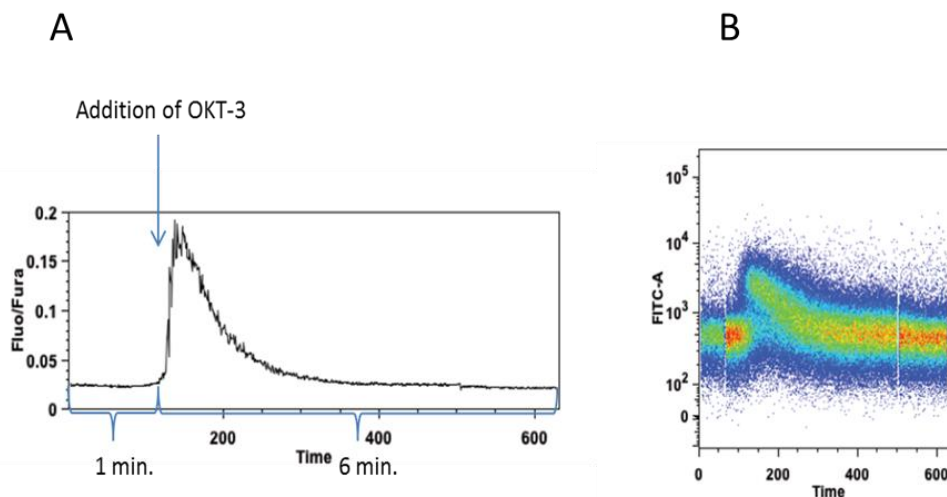 A
B
Addition of OKT-3
0.2
0.15
0.1
0.05
0
Fluo/Fura
200
400
600
Time
1 min.
6 min.
10^5
10^4
10^3
10^2
0
FITC-A
0
200
400
600
Time